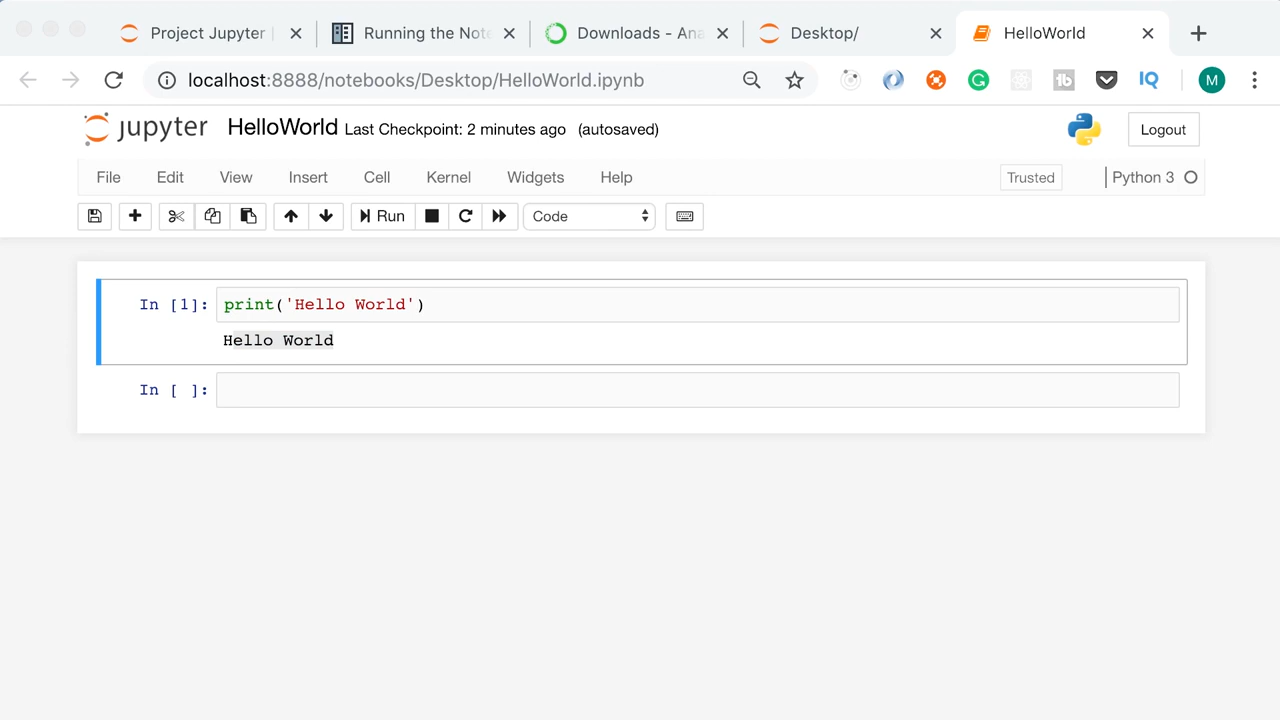 Project Jupyter |
Running the Note
Downloads - Ana
Desktop/
HelloWorld
localhost:8888/notebooks/Desktop/HelloWorld.ipynb
G
tb
IQ
M
jupyter HelloWorld Last Checkpoint: 2 minutes ago (autosaved)
Logout
File Edit View Insert Cell Kernel Widgets Help
Trusted
Python 3
Run
Code
In [1]: print('Hello World')
Hello World
In [ ]: